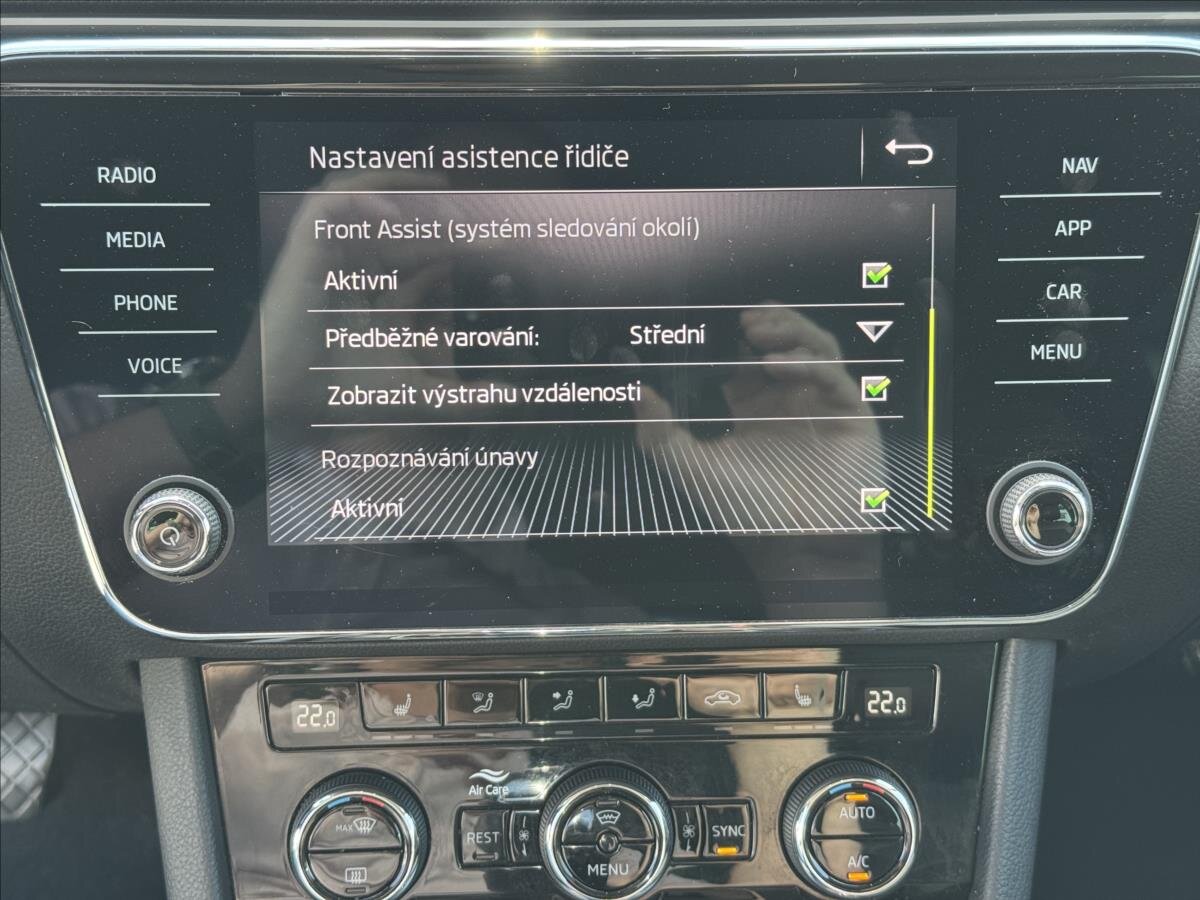 Nastavení asistence řidiče
RADIO
MEDIA
PHONE
VOICE
Front Assist (systém sledování okolí)
Aktivní
Předběžné varování: Střední
Zobrazit výstrahu vzdálenosti
Rozpoznávání únavy
Aktivní
NAV
APP
CAR
MENU
22.0
22.0
Air Care
MAX
REST
MENU
SYNC
AUTO
A/C